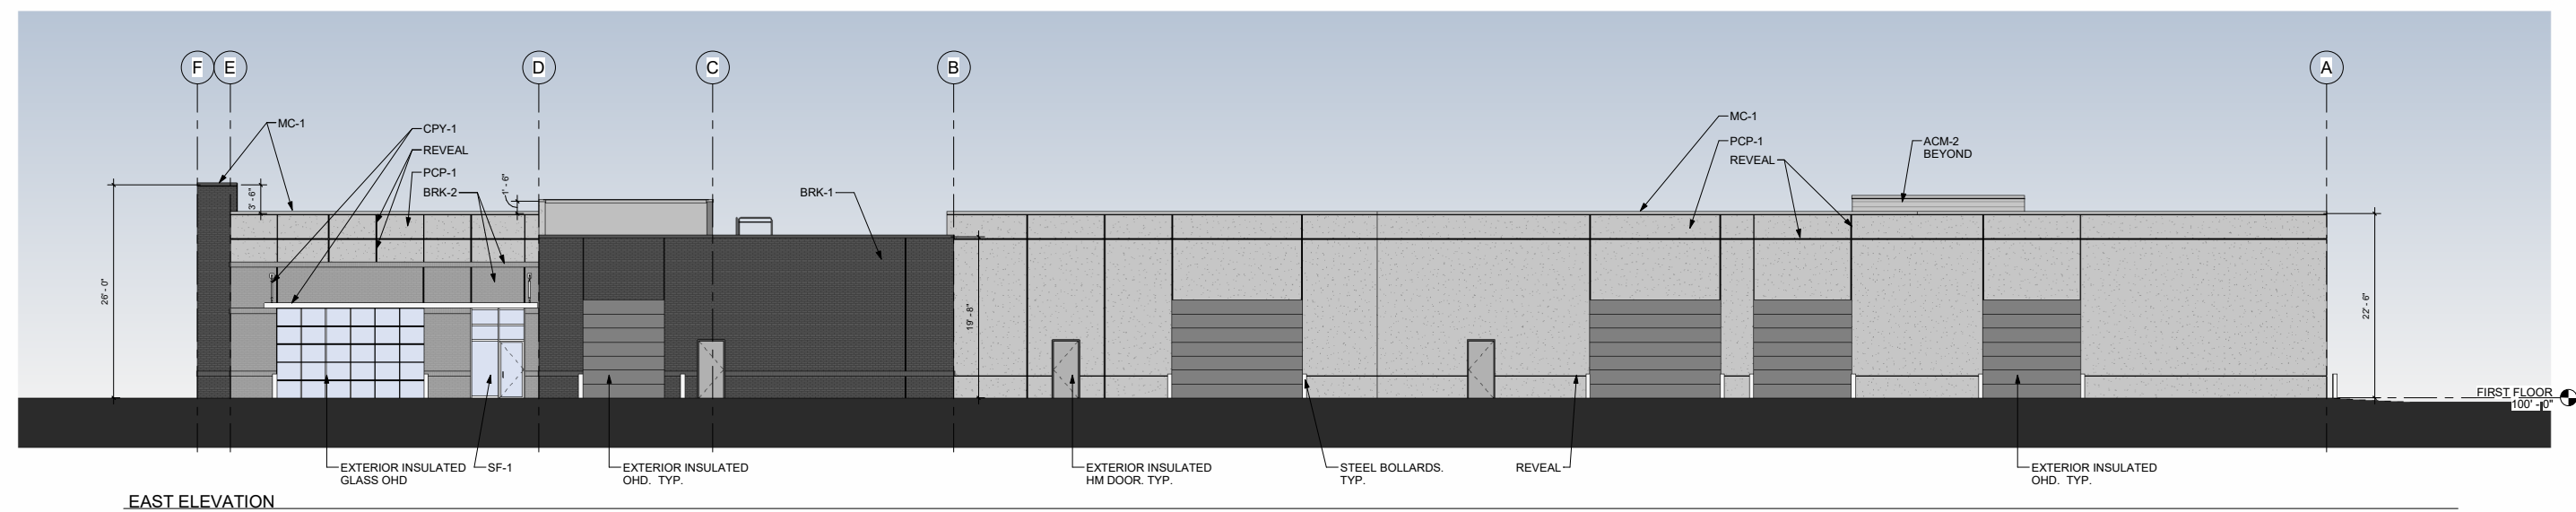 F
E
D
C
B
A
MC-1
CPY-1
REVEAL
PCP-1
BRK-2
3' - 6"
1' - 6"
BRK-1
MC-1
PCP-1
REVEAL
ACM-2
BEYOND
26' - 0"
19' - 8"
22' - 6"
FIRST FLOOR
100' - 0"
EXTERIOR INSULATED
GLASS OHD
SF-1
EXTERIOR INSULATED
OHD. TYP.
EXTERIOR INSULATED
HM DOOR. TYP.
STEEL BOLLARDS.
TYP.
REVEAL
EXTERIOR INSULATED
OHD. TYP.
EAST ELEVATION